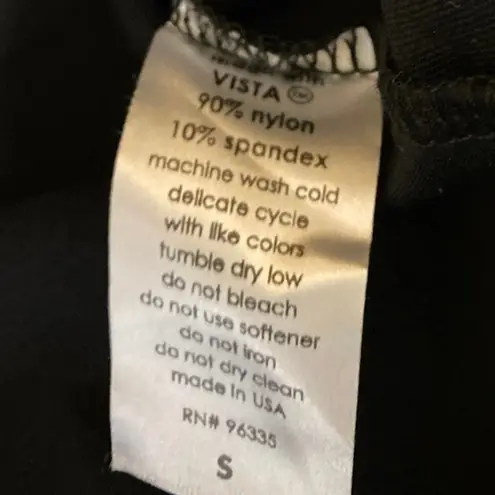 VISTA ™
90% nylon
10% spandex
machine wash cold
delicate cycle
with like colors
tumble dry low
do not bleach
do not use softener
do not iron
do not dry clean
made in USA
RN# 96335
S